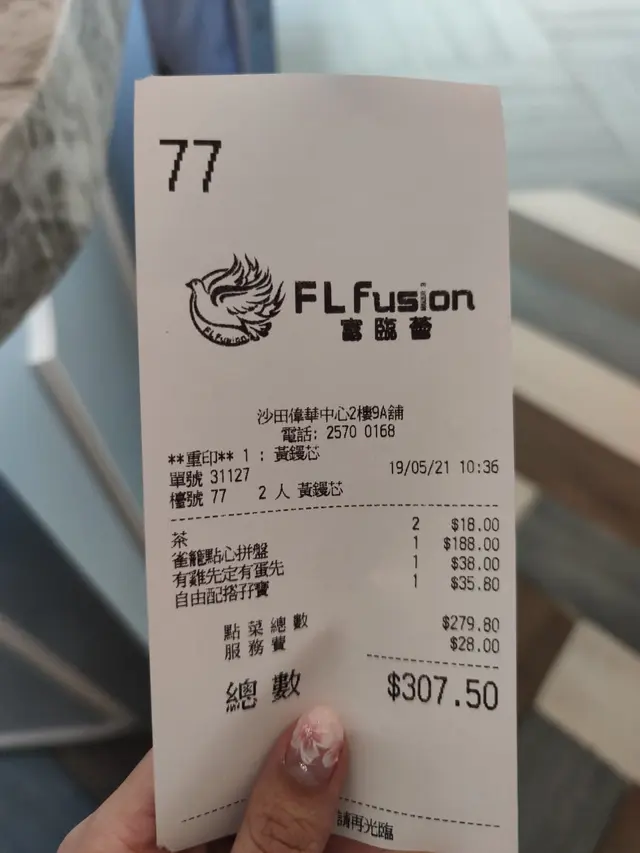 77
FL Fusion
FL Fusion
富臨薈
沙田偉華中心2樓9A舖
電話: 2570 0168
**重印** 1 : 黃鑀芯
單號 31127 19/05/21 10:36
檯號 77 2 人 黃鑀芯
茶 2 $18.00
雀籠點心拼盤 1 $188.00
有雞先定有蛋先 1 $38.00
自由配搭孖寶 1 $35.80
點菜總數 $279.80
服務費 $28.00
總數 $307.50
請再光臨